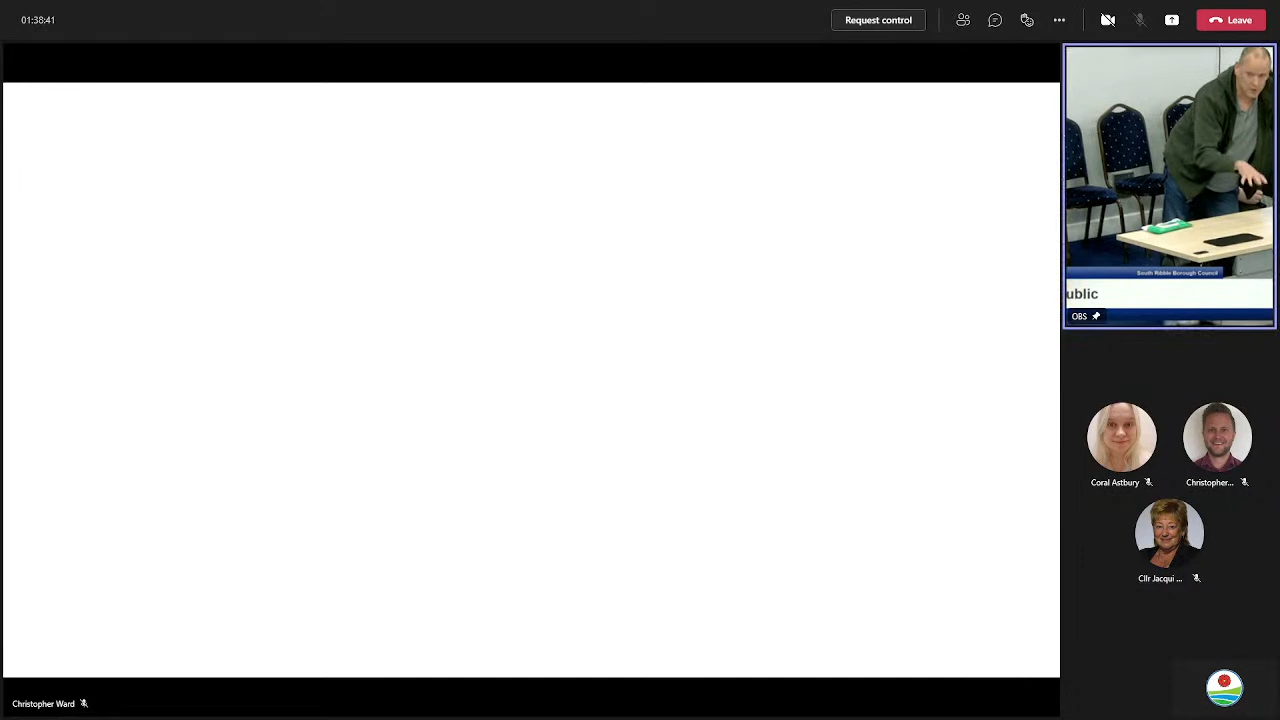 01:38:41
Request control
Leave
South Ribble Borough Council
ublic
OBS
Coral Astbury
Christopher...
Cllr Jacqui ...
Christopher Ward